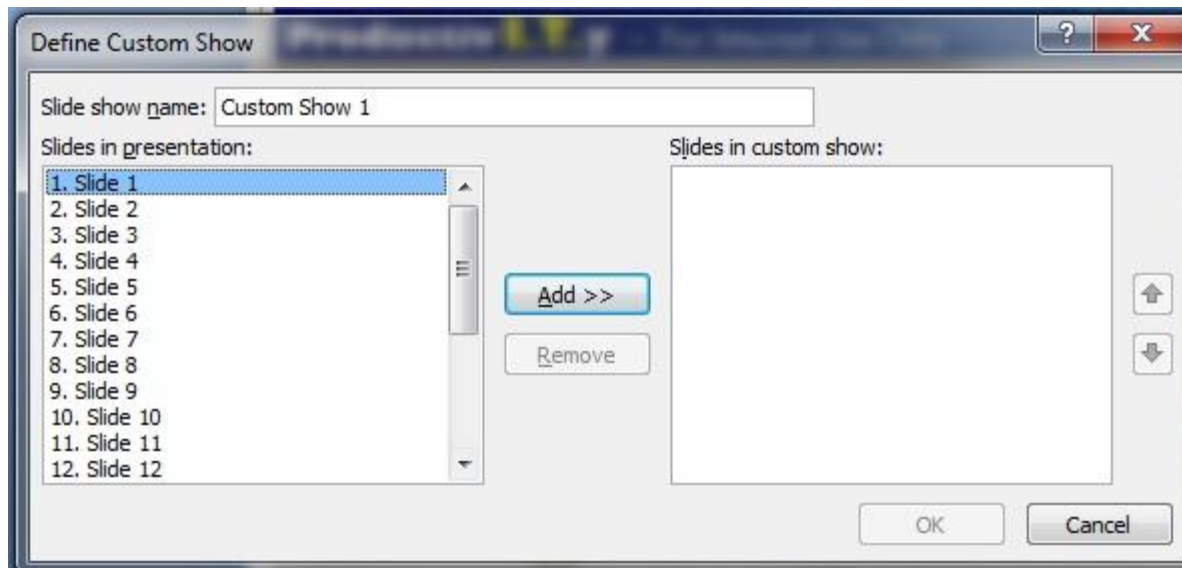 Define Custom Show
Slide show name: Custom Show 1
Slides in presentation:
Slides in custom show:
1. Slide 1
2. Slide 2
3. Slide 3
4. Slide 4
5. Slide 5
6. Slide 6
7. Slide 7
8. Slide 8
9. Slide 9
10. Slide 10
11. Slide 11
12. Slide 12
Add >>
Remove
OK
Cancel